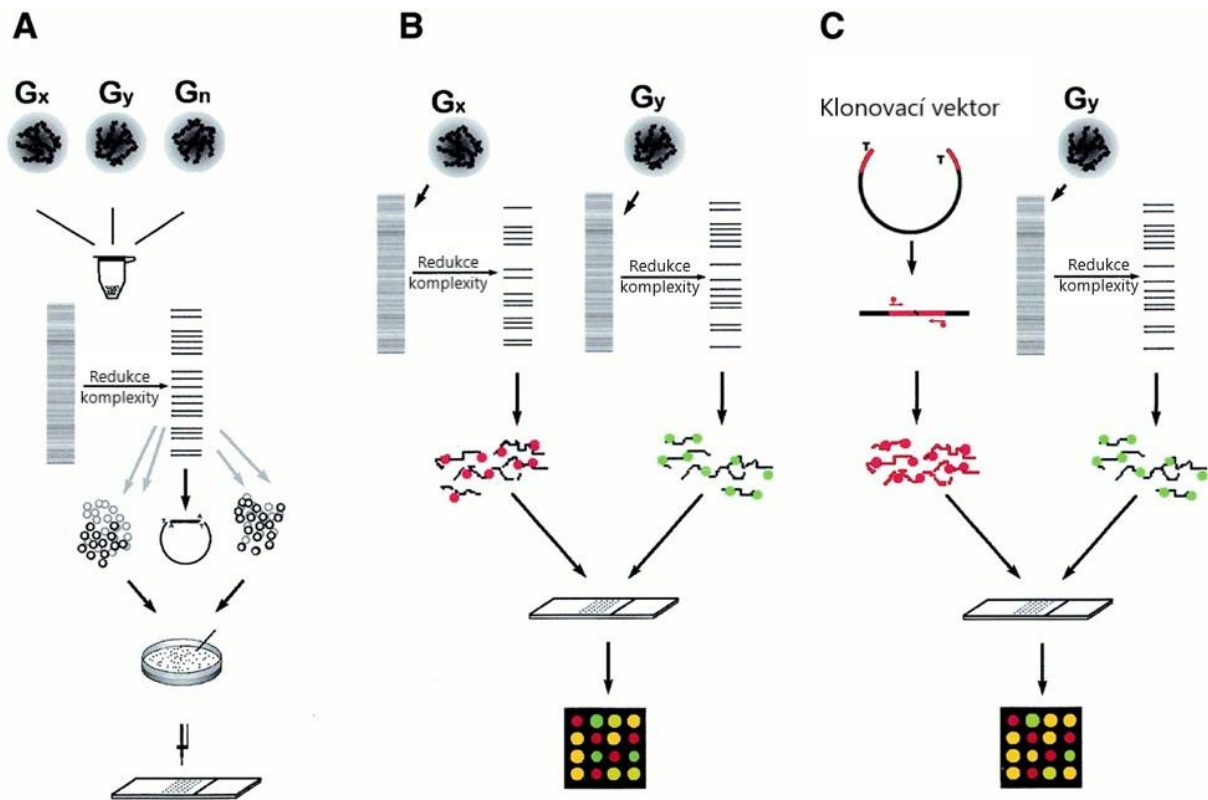 A
Gx Gy Gn
Redukce
komplexity
B
Gx
Gy
Redukce
komplexity
Redukce
komplexity
C
Klonovací vektor
T T
Gy
Redukce
komplexity